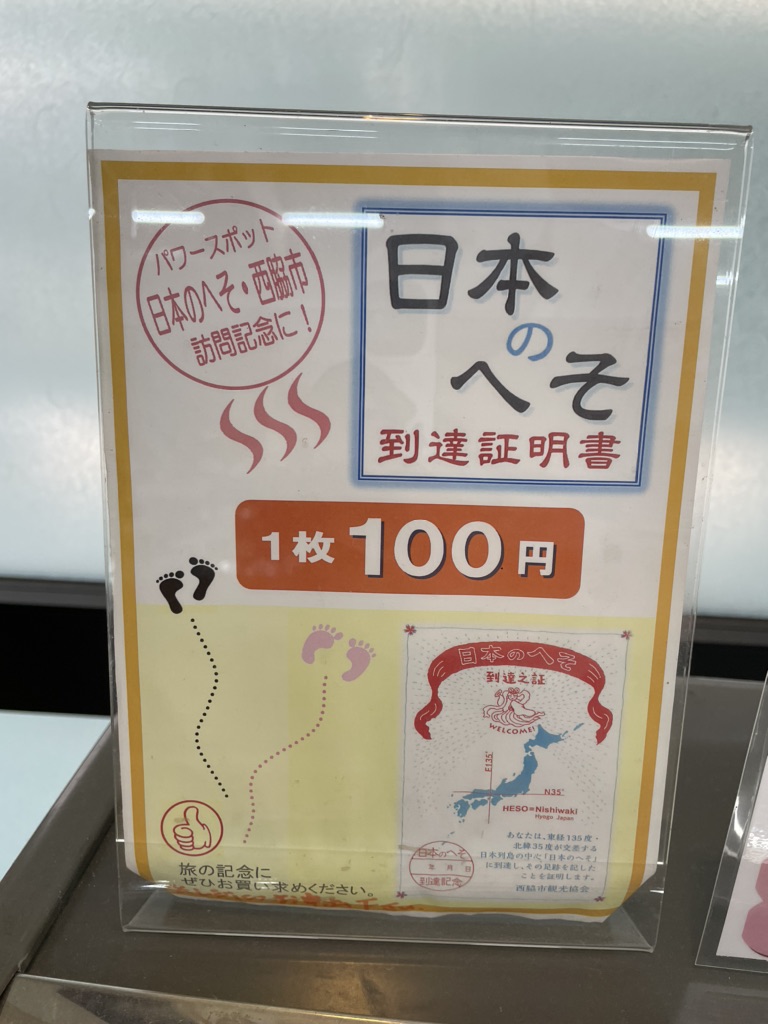 パワースポット
日本のへそ・西脇市
訪問記念に！
日本
の
へそ
到達証明書
1枚100円
日本のへそ
到達之証
WELCOME!
E135°
N35°
HESO=Nishiwaki
Hyogo Japan
あなたは、東経135度・
北緯35度が交差する
日本列島の中心「日本のへそ」
に到達し、その足跡を記した
ことを証明します。
西脇市観光協会
日本のへそ
年 月 日
到達記念
旅の記念に
ぜひお買い求めください。